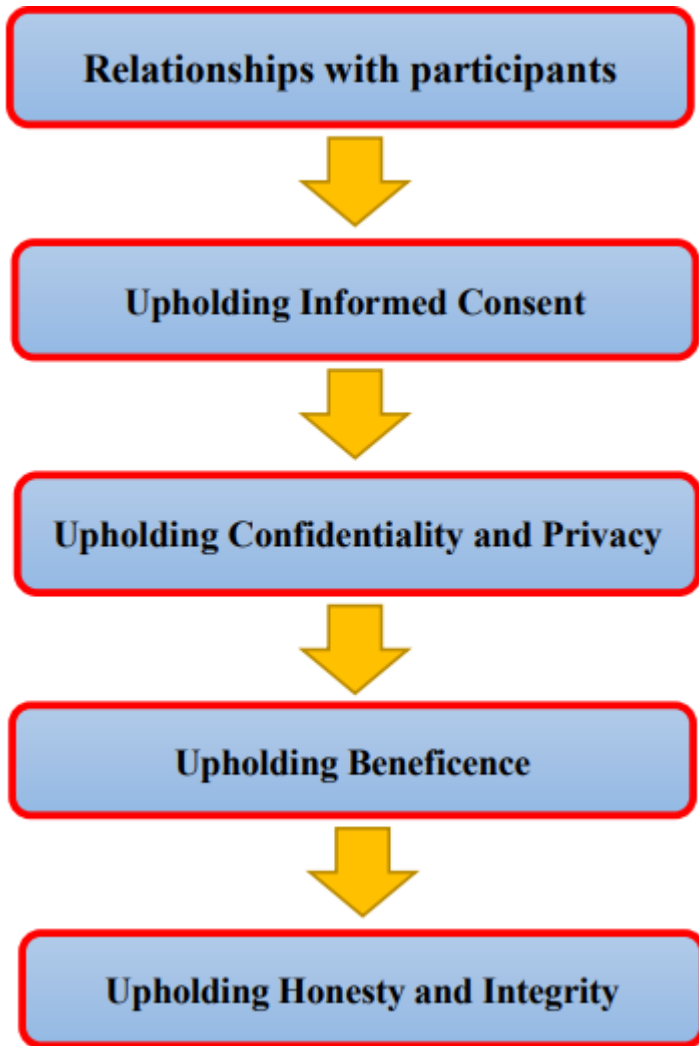 Relationships with participants
Upholding Informed Consent
Upholding Confidentiality and Privacy
Upholding Beneficence
Upholding Honesty and Integrity